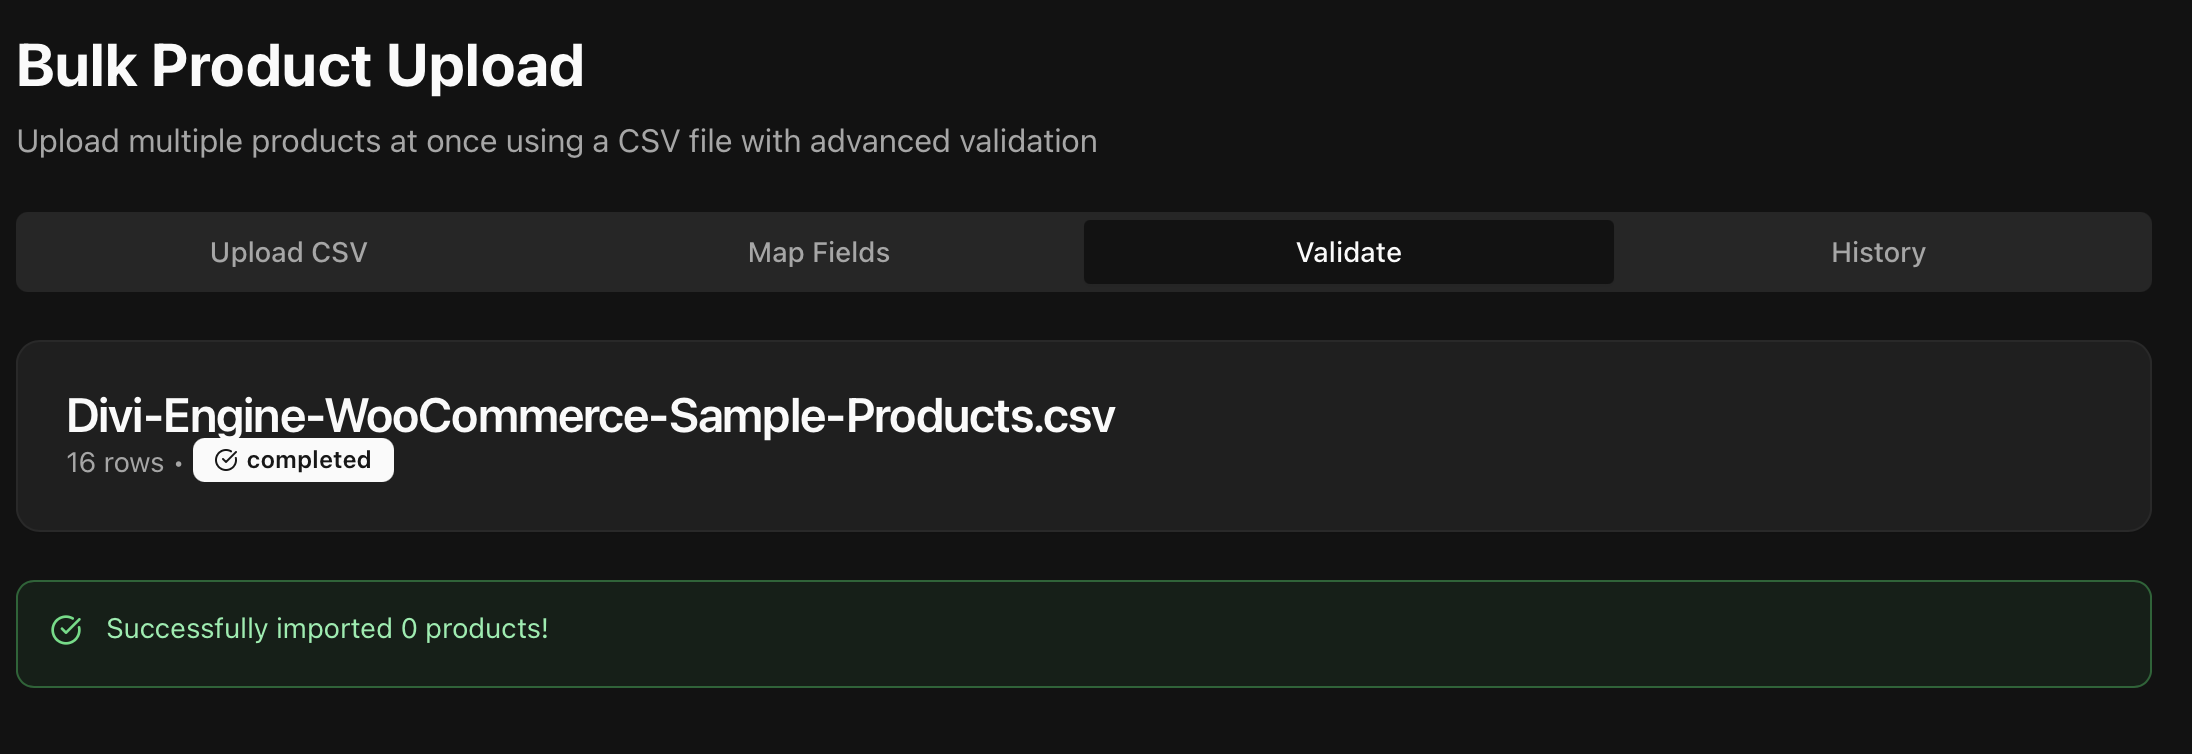 Bulk Product Upload
Upload multiple products at once using a CSV file with advanced validation
Upload CSV Map Fields Validate History
Divi-Engine-WooCommerce-Sample-Products.csv
16 rows • completed
Successfully imported 0 products!